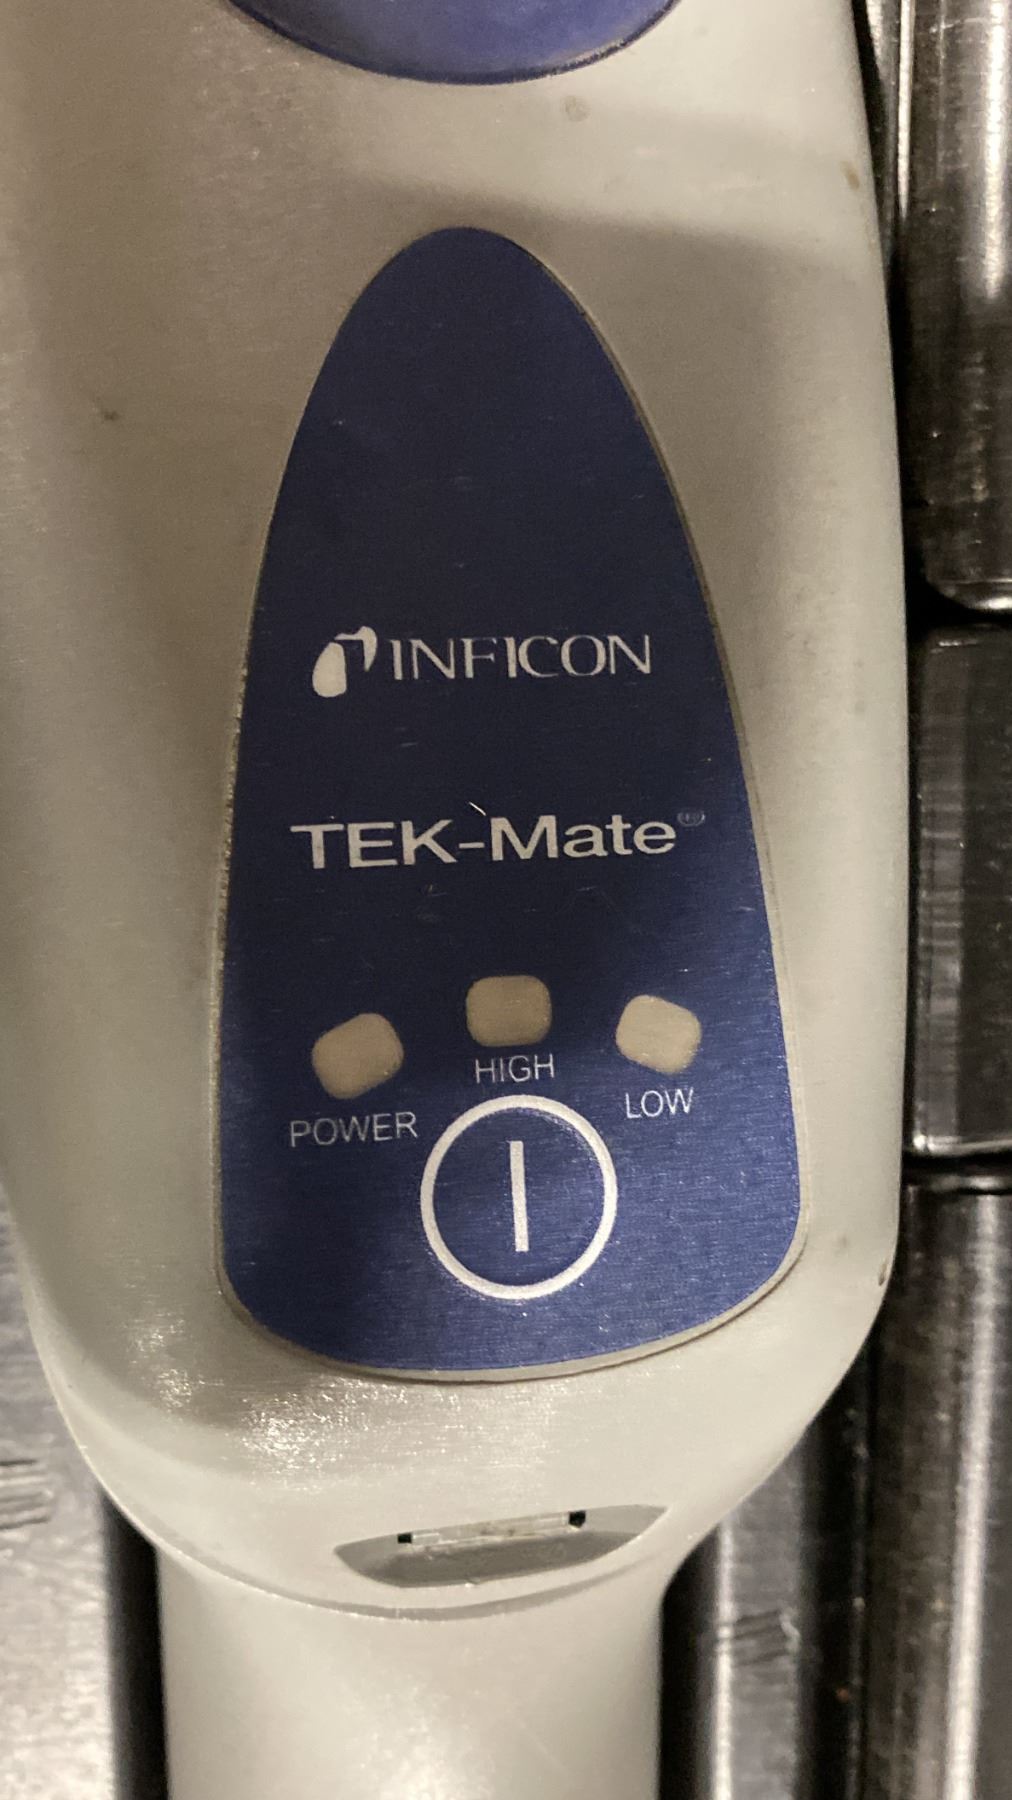 INFICON
TEK-Mate®
HIGH
LOW
POWER